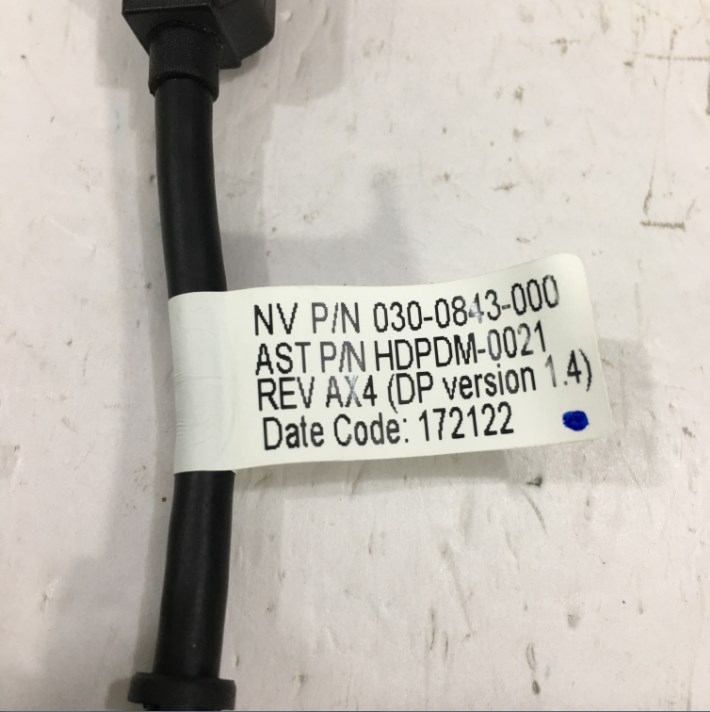 NV P/N 030-0843-000
AST P/N HDPDM-0021
REV AX4 (DP version 1.4)
Date Code: 172122